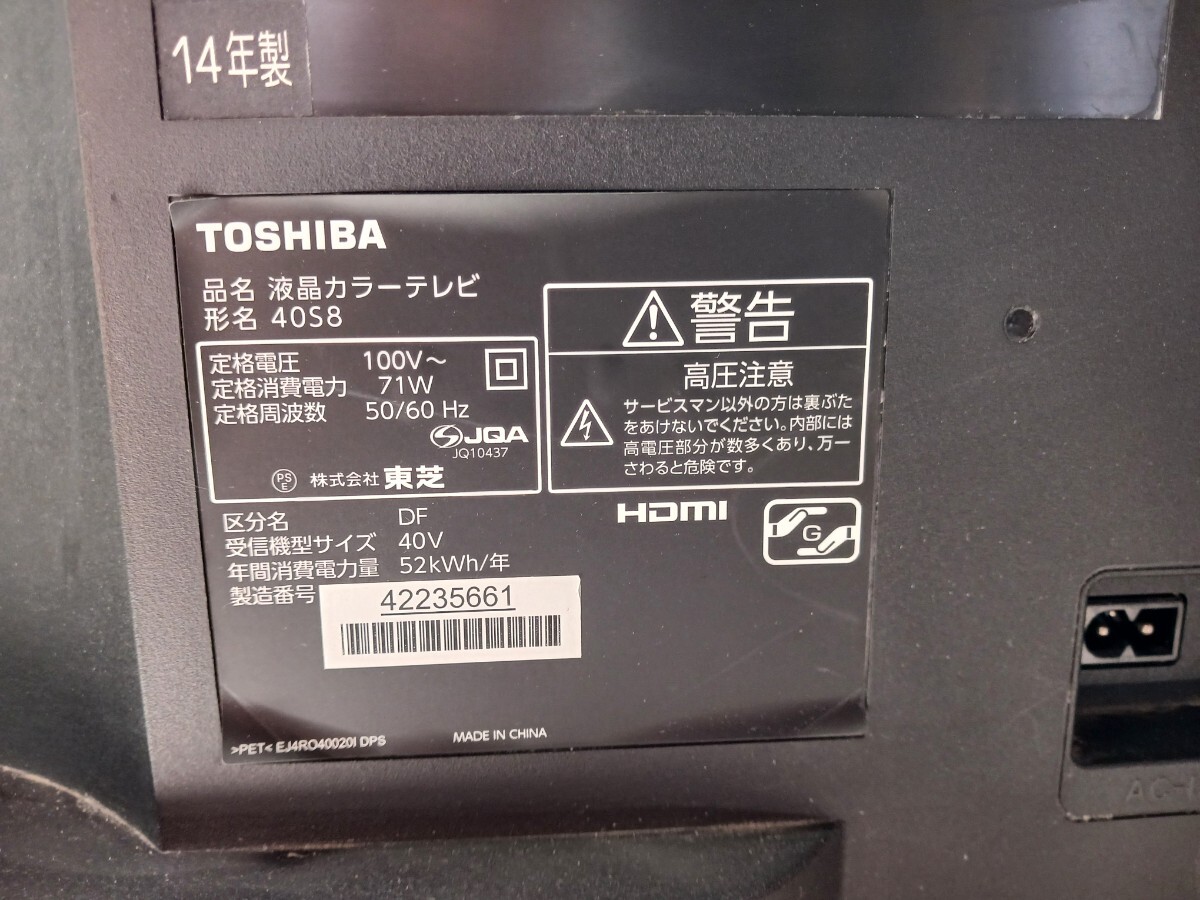 14年製
TOSHIBA
品名 液晶カラーテレビ
形名 40S8
定格電圧 100V～
定格消費電力 71W
定格周波数 50/60 Hz
JQA
JQ10437
PS
E
株式会社 東芝
警告
高圧注意
サービスマン以外の方は裏ぶた
をあけないでください。内部には
高電圧部分が数多くあり、万一
さわると危険です。
HDMI
G
区分名 DF
受信機型サイズ 40V
年間消費電力量 52kWh/年
製造番号 42235661
>PET< EJ4RO40020I DPS
MADE IN CHINA